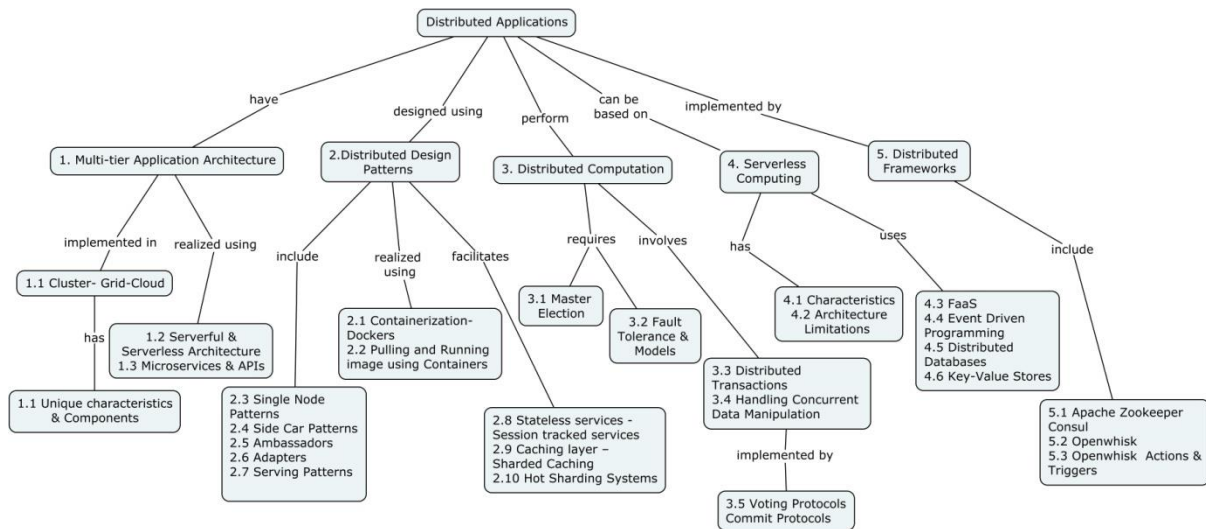 Distributed Applications
have
designed using
perform
can be
based on
implemented by
1. Multi-tier Application Architecture
2.Distributed Design
Patterns
3. Distributed Computation
4. Serverless
Computing
5. Distributed
Frameworks
implemented in
realized using
include
realized
using
facilitates
requires
involves
has
uses
include
1.1 Cluster- Grid-Cloud
has
1.2 Serverful &
Serverless Architecture
1.3 Microservices & APIs
1.1 Unique characteristics
& Components
2.1 Containerization-
Dockers
2.2 Pulling and Running
image using Containers
2.3 Single Node
Patterns
2.4 Side Car Patterns
2.5 Ambassadors
2.6 Adapters
2.7 Serving Patterns
2.8 Stateless services -
Session tracked services
2.9 Caching layer –
Sharded Caching
2.10 Hot Sharding Systems
3.1 Master
Election
3.2 Fault
Tolerance &
Models
3.3 Distributed
Transactions
3.4 Handling Concurrent
Data Manipulation
implemented by
3.5 Voting Protocols
Commit Protocols
4.1 Characteristics
4.2 Architecture
Limitations
4.3 FaaS
4.4 Event Driven
Programming
4.5 Distributed
Databases
4.6 Key-Value Stores
5.1 Apache Zookeeper
Consul
5.2 Openwhisk
5.3 Openwhisk Actions &
Triggers